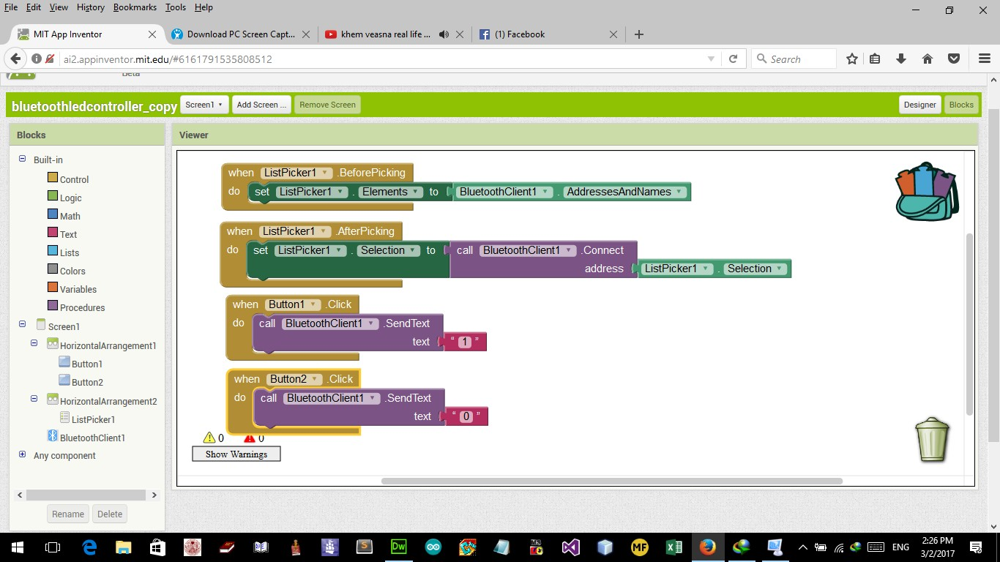 File Edit View History Bookmarks Tools Help
MIT App Inventor
Download PC Screen Capt...
khem veasna real life ...
(1) Facebook
ai2.appinventor.mit.edu/#6161791535808512
Search
Beta
bluetoothledcontroller_copy
Screen1
Add Screen ...
Remove Screen
Designer
Blocks
Blocks
Viewer
Built-in
Control
Logic
Math
Text
Lists
Colors
Variables
Procedures
Screen1
HorizontalArrangement1
Button1
Button2
HorizontalArrangement2
ListPicker1
BluetoothClient1
Any component
Rename
Delete
when ListPicker1 .BeforePicking
do set ListPicker1 . Elements to BluetoothClient1 . AddressesAndNames
when ListPicker1 .AfterPicking
do set ListPicker1 . Selection to call BluetoothClient1 .Connect
address ListPicker1 . Selection
when Button1 .Click
do call BluetoothClient1 .SendText
text “ 1 ”
when Button2 .Click
do call BluetoothClient1 .SendText
text “ 0 ”
0 0
Show Warnings
S
Dw
MF
ENG
2:26 PM
3/2/2017